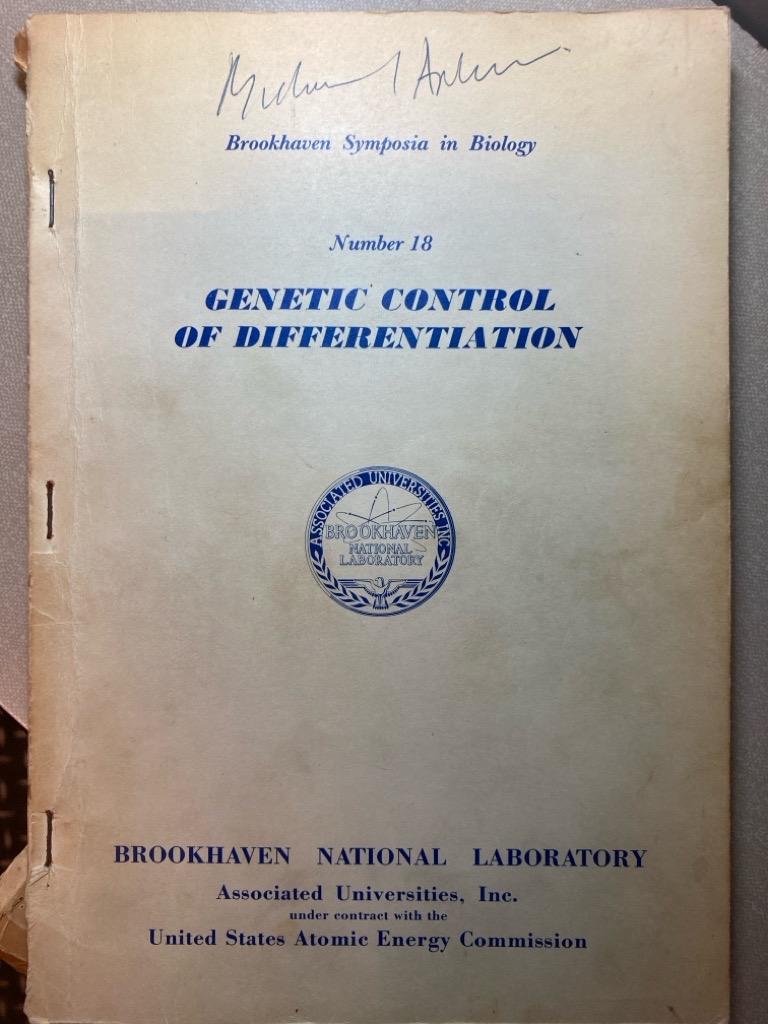 Michael
Brookhaven Symposia in Biology
Number 18
GENETIC CONTROL
OF DIFFERENTIATION
ASSOCIATED UNIVERSITIES INC.
BROOKHAVEN
NATIONAL
LABORATORY
BROOKHAVEN NATIONAL LABORATORY
Associated Universities, Inc.
under contract with the
United States Atomic Energy Commission